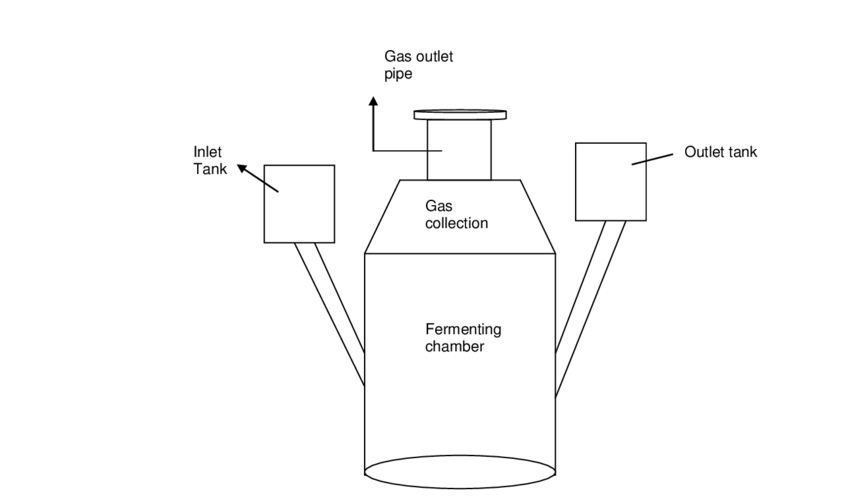 Gas outlet
pipe
Inlet
Tank
Outlet tank
Gas
collection
Fermenting
chamber